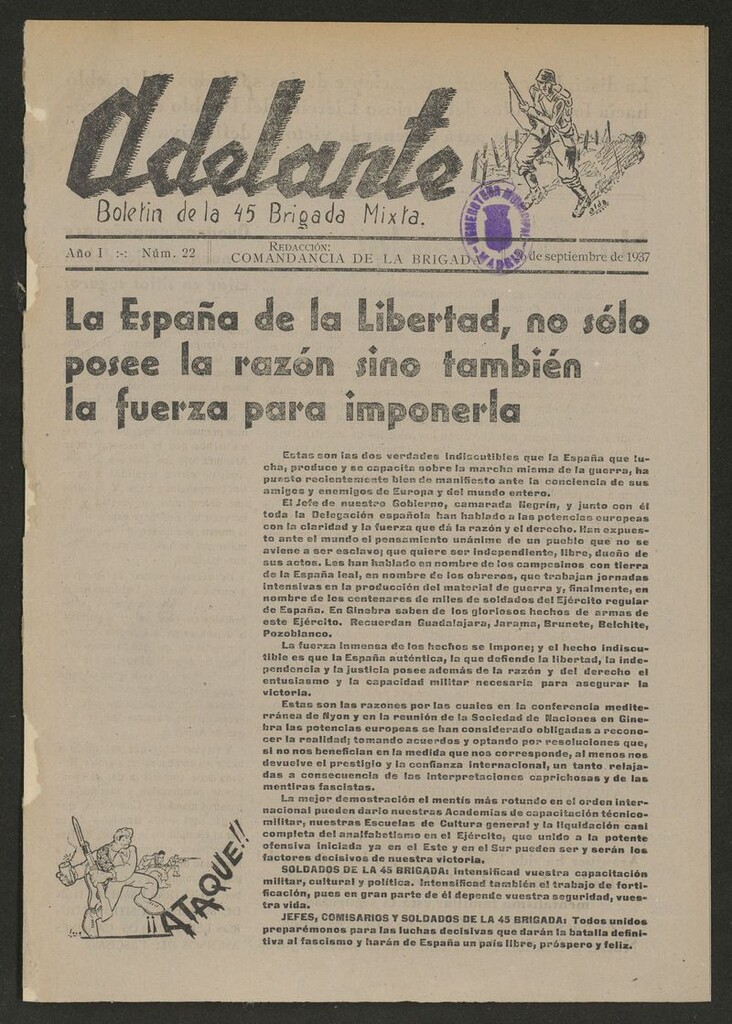 Adelante
Boletin de la 45 Brigada Mixta.
HEMEROTECA MUNICIPAL
MADRID
Año I :-: Núm. 22
REDACCIÓN:
COMANDANCIA DE LA BRIGADA
de septiembre de 1937
La España de la Libertad, no sólo
posee la razón sino también
la fuerza para imponerla
Estas son las dos verdades indiscutibles que la España que lu-
cha, produce y se capacita sobre la marcha misma de la guerra, ha
puesto recientemente bien de manifiesto ante la conciencia de sus
amigos y enemigos de Europa y del mundo entero.
El Jefe de nuestro Gobierno, camarada Negrín, y junto con él
toda la Delegación española han hablado a las potencias europeas
con la claridad y la fuerza que dá la razón y el derecho. Han expues-
to ante el mundo el pensamiento unánime de un pueblo que no se
aviene a ser esclavo; que quiere ser independiente, libre, dueño de
sus actos. Les han hablado en nombre de los campesinos con tierra
de la España leal, en nombre de los obreros, que trabajan jornadas
intensivas en la producción del material de guerra y, finalmente, en
nombre de los centenares de miles de soldados del Ejército regular
de España. En Ginebra saben de los gloriosos hechos de armas de
este Ejército. Recuerdan Guadalajara, Jarama, Brunete, Belchite,
Pozoblanco.
La fuerza inmensa de los hechos se impone; y el hecho indiscu-
tible es que la España auténtica, la que defiende la libertad, la inde-
pendencia y la justicia posee además de la razón y del derecho el
entusiasmo y la capacidad militar necesaria para asegurar la
victoria.
Estas son las razones por las cuales en la conferencia medite-
rránea de Nyon y en la reunión de la Sociedad de Naciones en Gine-
bra las potencias europeas se han considerado obligadas a recono-
cer la realidad; tomando acuerdos y optando por resoluciones que,
si no nos benefician en la medida que nos corresponde, al menos nos
devuelve el prestigio y la confianza internacional, un tanto relaja-
das a consecuencia de las interpretaciones caprichosas y de las
mentiras fascistas.
La mejor demostración el mentís más rotundo en el orden inter-
nacional pueden darlo nuestras Academias de capacitación técnico-
militar, nuestras Escuelas de Cultura general y la liquidación casi
completa del analfabetismo en el Ejército, que unido a la potente
ofensiva iniciada ya en el Este y en el Sur pueden ser y serán los
factores decisivos de nuestra victoria.
SOLDADOS DE LA 45 BRIGADA: Intensificad vuestra capacitación
militar, cultural y política. Intensificad también el trabajo de forti-
ficación, pues en gran parte de él depende vuestra seguridad, vues-
tra vida.
JEFES, COMISARIOS Y SOLDADOS DE LA 45 BRIGADA: Todos unidos
preparémonos para las luchas decisivas que darán la batalla defini-
tiva al fascismo y harán de España un país libre, próspero y feliz.
¡¡ATAQUE!!